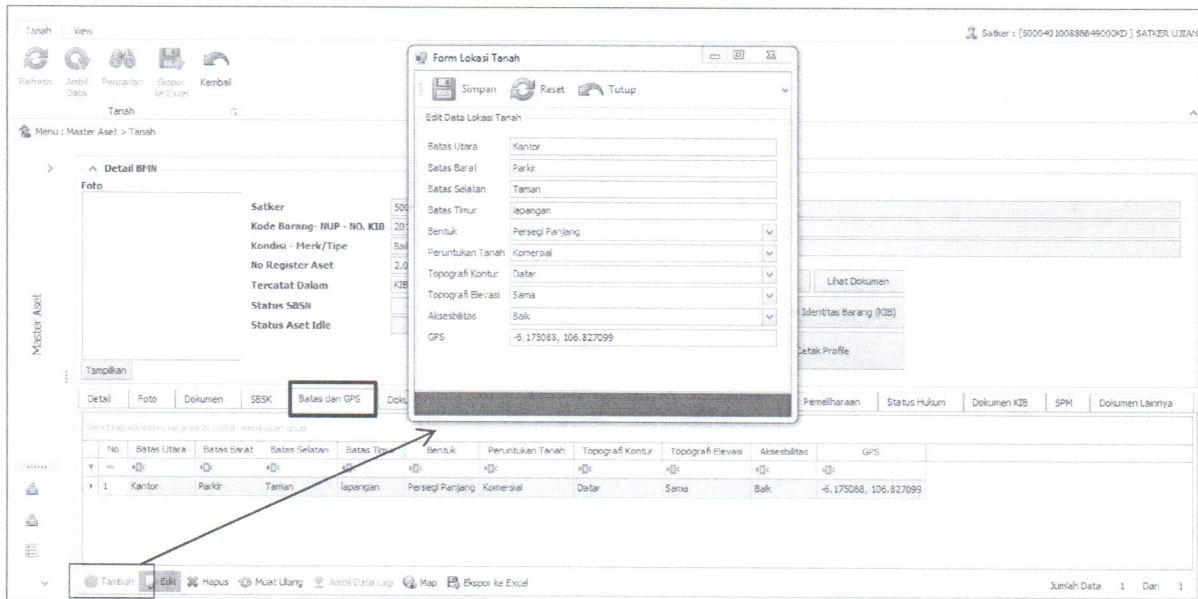 Tanah View
Satker : [500040100888849000KD ] SATKER UJIAN
Refresh Ambil Data Pencarian Ekspor ke Excel Kembali
Tanah
Menu : Master Aset > Tanah
Master Aset
Detail BMN
Foto
Satker 500
Kode Barang- NUP - NO. KIB 20
Kondisi - Merk/Tipe Bai
No Register Aset 2.0
Tercatat Dalam KIB
Status SBSN
Status Aset Idle
Tampilkan
Lihat Dokumen
Identitas Barang (KIB)
Cetak Profile
Form Lokasi Tanah
Simpan Reset Tutup
Edit Data Lokasi Tanah
Batas Utara Kantor
Batas Barat Parkir
Batas Selatan Taman
Batas Timur lapangan
Bentuk Persegi Panjang
Peruntukan Tanah Komersial
Topografi Kontur Datar
Topografi Elevasi Sama
Aksesbilitas Baik
GPS -6.175088, 106.827099
Detail Foto Dokumen SBSK Batas dan GPS Doku Pemeliharaan Status Hukum Dokumen KIB SPM Dokumen Lainnya
No Batas Utara Batas Barat Batas Selatan Batas Timur Bentuk Peruntukan Tanah Topografi Kontur Topografi Elevasi Aksesbilitas GPS
1 Kantor Parkir Taman lapangan Persegi Panjang Komersial Datar Sama Baik -6.175088, 106.827099
Tambah Edit Hapus Muat Ulang Ambil Data Lagi Map Ekspor ke Excel
Jumlah Data 1 Dari 1